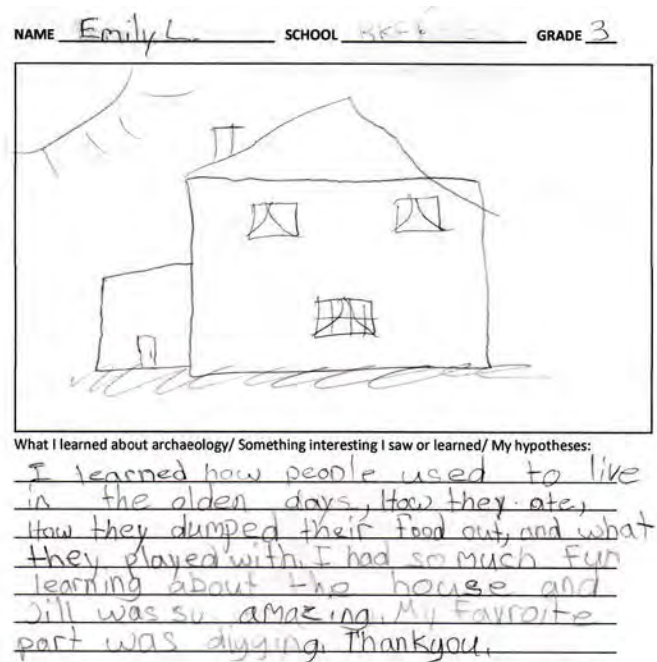 NAME Emily L. SCHOOL GRADE 3
What I learned about archaeology/ Something interesting I saw or learned/ My hypotheses:
I learned how people used to live
in the olden days, How they ate,
How they dumped their food out, and what
they played with. I had so much fun
learning about the house and
Jill was so amazing. My favroite
part was digging. Thankyou.